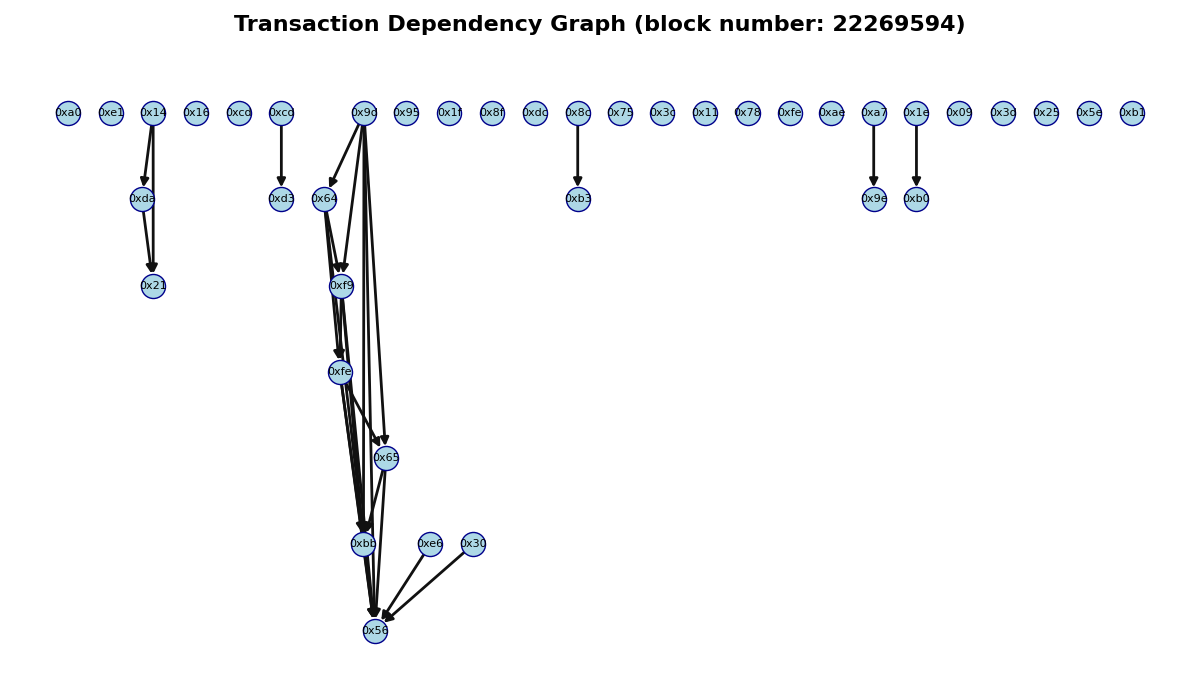 Transaction Dependency Graph (block number: 22269594)
0xa0 0xe1 0x14 0x16 0xcd 0xcd 0x9d 0x95 0x1f 0x8f 0xdc 0x8c 0x75 0x3c 0x11 0x78 0xfe 0xae 0xa7 0x1e 0x09 0x3d 0x25 0x5e 0xb1
0xda 0xd3 0x64 0xb3 0x9e 0xb0
0x21 0xf9
0xfe
0x65
0xbb 0xe6 0x30
0x56